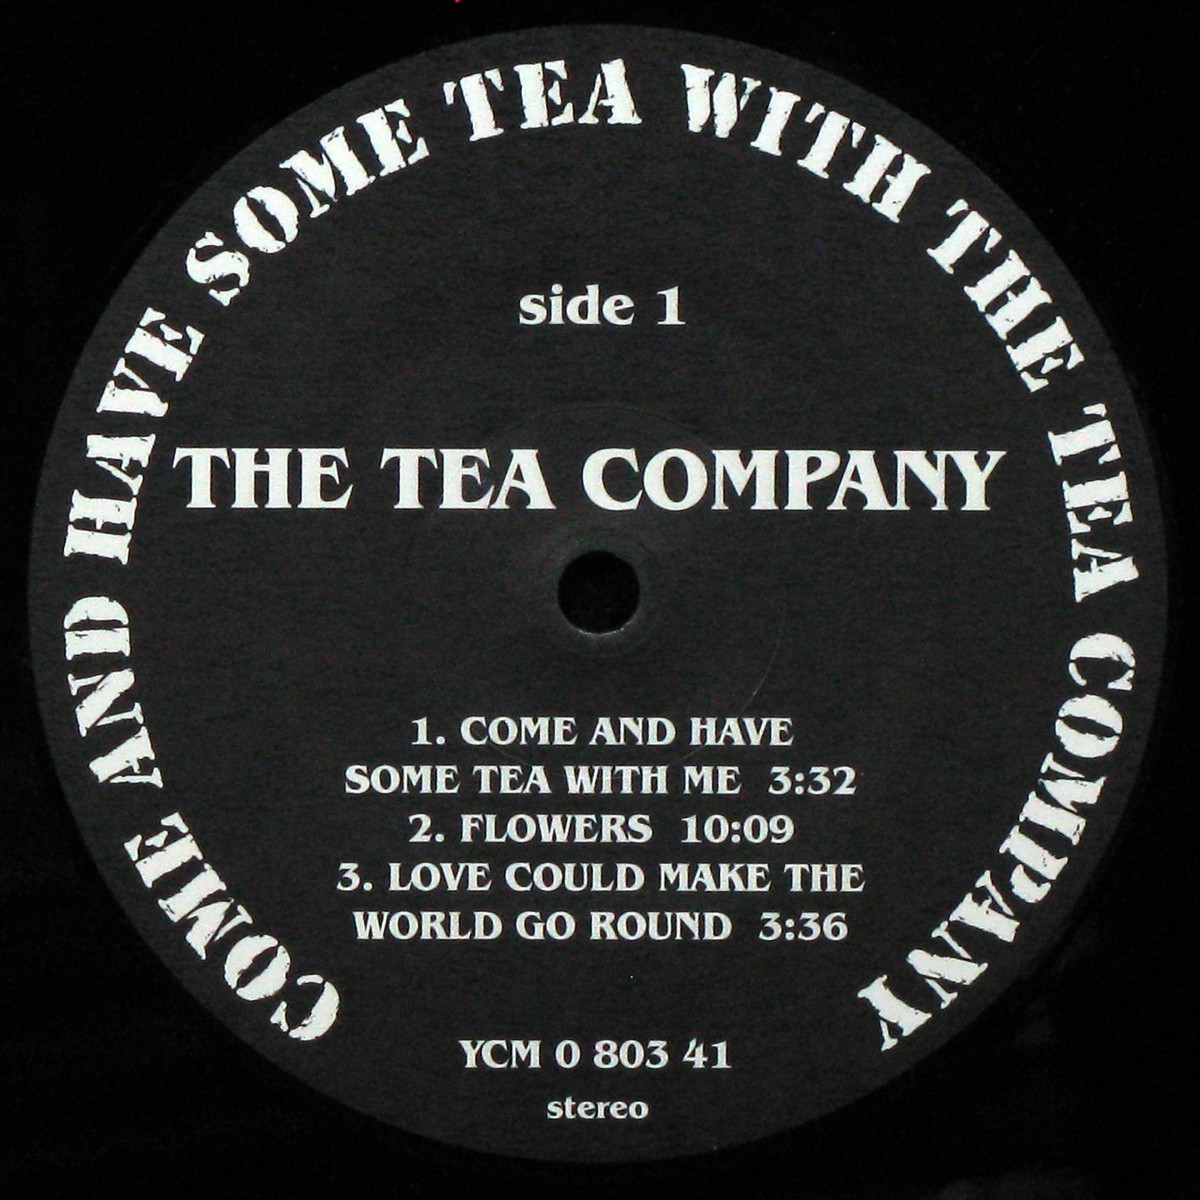 COME AND HAVE SOME TEA WITH THE TEA COMPANY
side 1
THE TEA COMPANY
1. COME AND HAVE
SOME TEA WITH ME 3:32
2. FLOWERS 10:09
3. LOVE COULD MAKE THE
WORLD GO ROUND 3:36
YCM 0 803 41
stereo